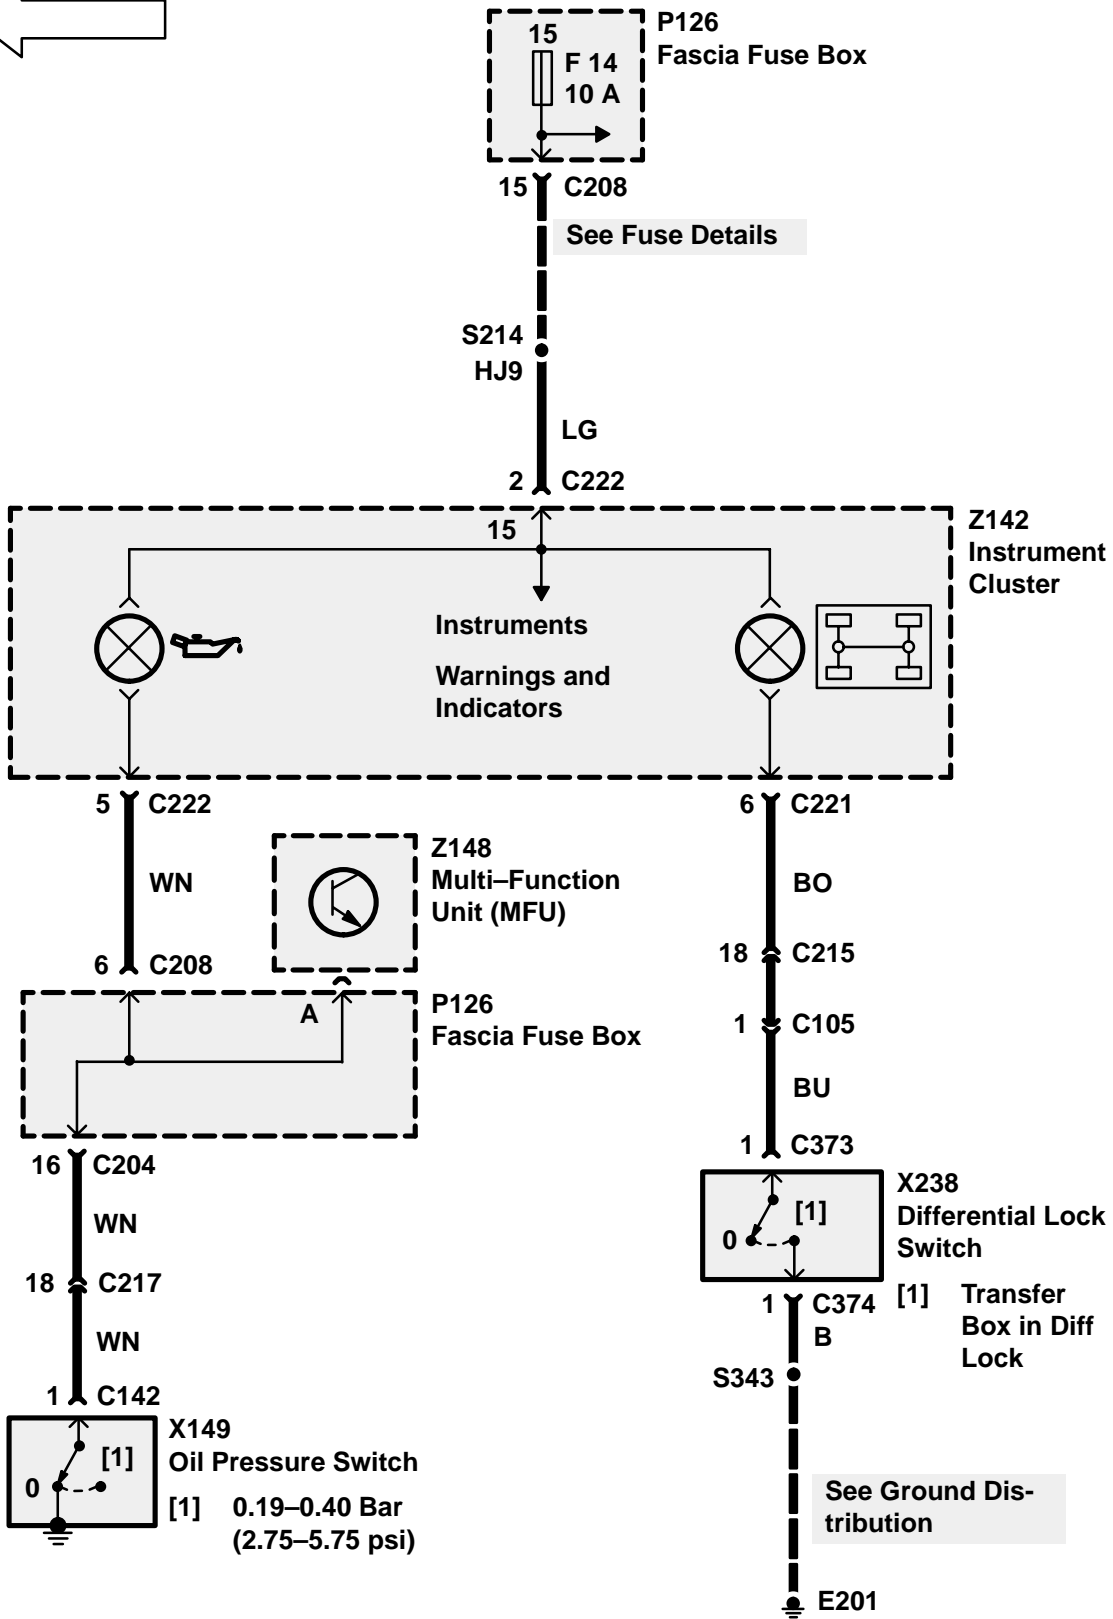 P126
Fascia Fuse Box
15
F 14
10 A
15 C208
See Fuse Details
S214
HJ9
LG
2 C222
Z142
Instrument
Cluster
15
Instruments
Warnings and
Indicators
5 C222
6 C221
Z148
Multi–Function
Unit (MFU)
WN
BO
6 C208
18 C215
P126
Fascia Fuse Box
A
1 C105
BU
1 C373
16 C204
X238
Differential Lock
Switch
[1]
0
WN
18 C217
1 C374
B
[1] Transfer
Box in Diff
Lock
WN
S343
1 C142
X149
Oil Pressure Switch
[1]
0
[1] 0.19–0.40 Bar
(2.75–5.75 psi)
See Ground Dis-
tribution
E201